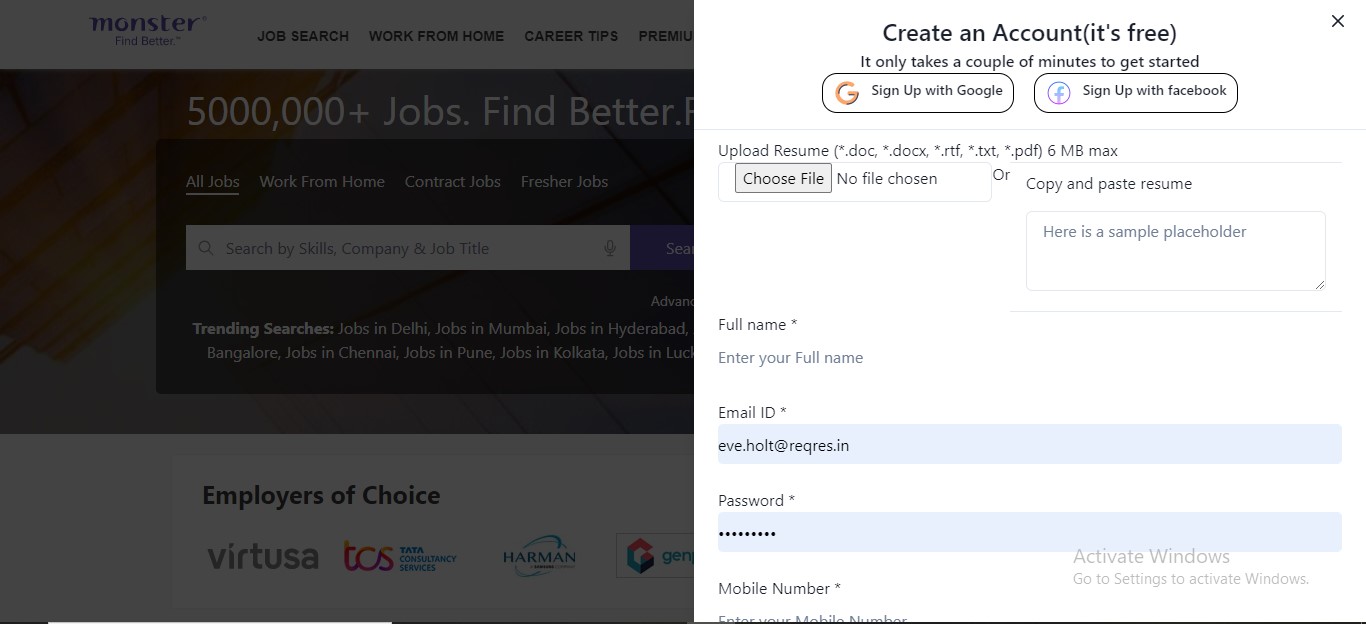 monster
Find Better.™
JOB SEARCH WORK FROM HOME CAREER TIPS PREMIU
5000,000+ Jobs. Find Better.F
All Jobs Work From Home Contract Jobs Fresher Jobs
Search by Skills, Company & Job Title Sear
Advanc
Trending Searches: Jobs in Delhi, Jobs in Mumbai, Jobs in Hyderabad,
Bangalore, Jobs in Chennai, Jobs in Pune, Jobs in Kolkata, Jobs in Luck
Employers of Choice
virtusa
tcs TATA
CONSULTANCY
SERVICES
HARMAN
genp
Create an Account(it's free)
It only takes a couple of minutes to get started
Sign Up with Google Sign Up with facebook
Upload Resume (*.doc, *.docx, *.rtf, *.txt, *.pdf) 6 MB max
Choose File No file chosen Or
Copy and paste resume
Here is a sample placeholder
Full name *
Enter your Full name
Email ID *
eve.holt@reqres.in
Password *
•••••••••
Activate Windows
Go to Settings to activate Windows.
Mobile Number *
Enter your Mobile Number